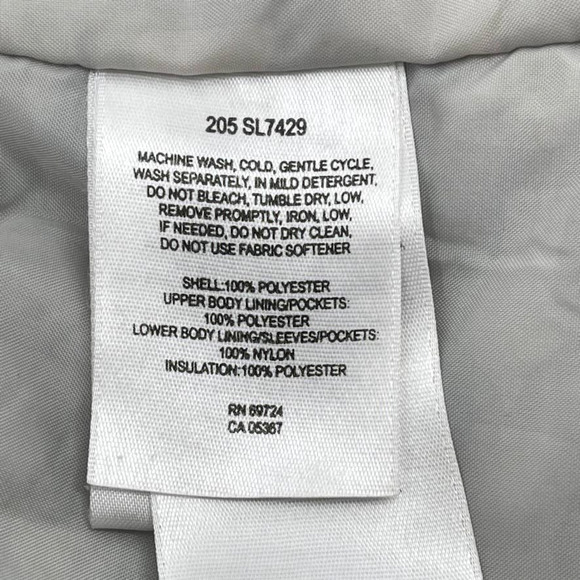 205 SL7429
MACHINE WASH, COLD, GENTLE CYCLE,
WASH SEPARATELY, IN MILD DETERGENT,
DO NOT BLEACH, TUMBLE DRY, LOW,
REMOVE PROMPTLY, IRON, LOW,
IF NEEDED, DO NOT DRY CLEAN,
DO NOT USE FABRIC SOFTENER
SHELL:100% POLYESTER
UPPER BODY LINING/POCKETS:
100% POLYESTER
LOWER BODY LINING/SLEEVES/POCKETS:
100% NYLON
INSULATION:100% POLYESTER
RN 69724
CA 05367